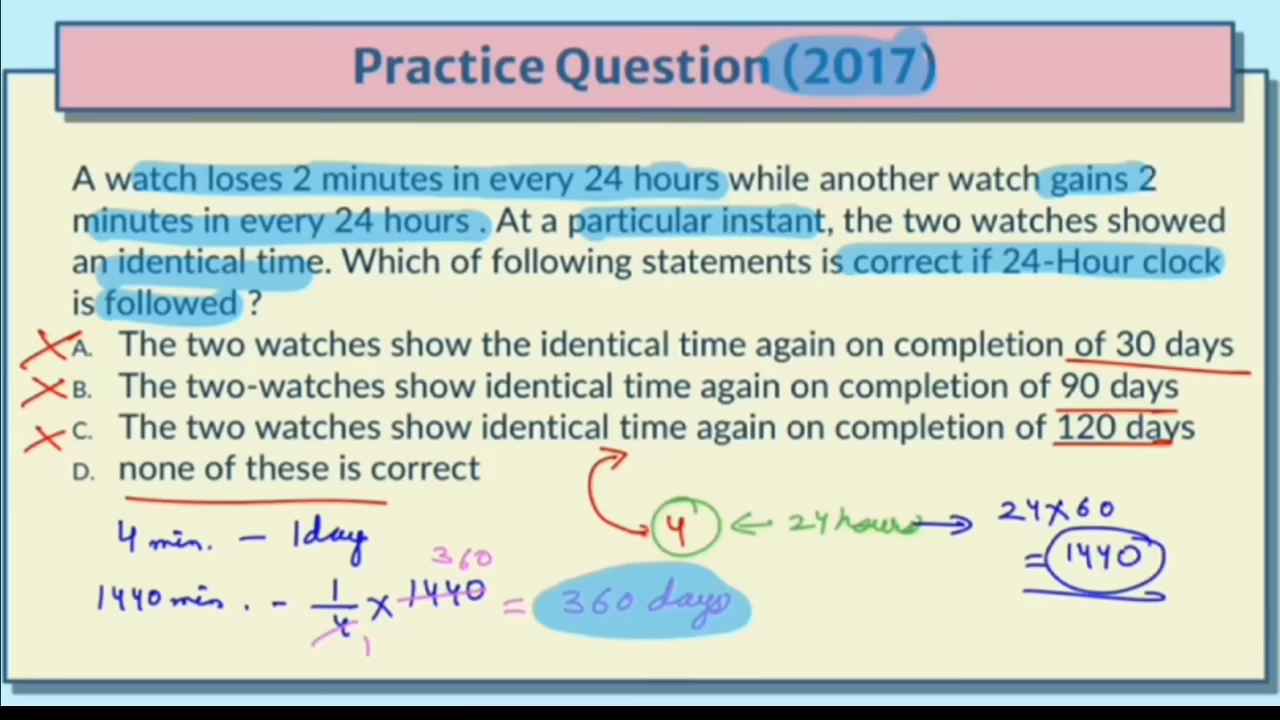 Practice Question (2017)
A watch loses 2 minutes in every 24 hours while another watch gains 2
minutes in every 24 hours . At a particular instant, the two watches showed
an identical time. Which of following statements is correct if 24-Hour clock
is followed ?
A. The two watches show the identical time again on completion of 30 days
B. The two-watches show identical time again on completion of 90 days
C. The two watches show identical time again on completion of 120 days
D. none of these is correct
4 min. - 1day
4' ← 24 hours → 24×60
= 1440'
360
1440 min. - 1/4 × 1440 = 360 days
1